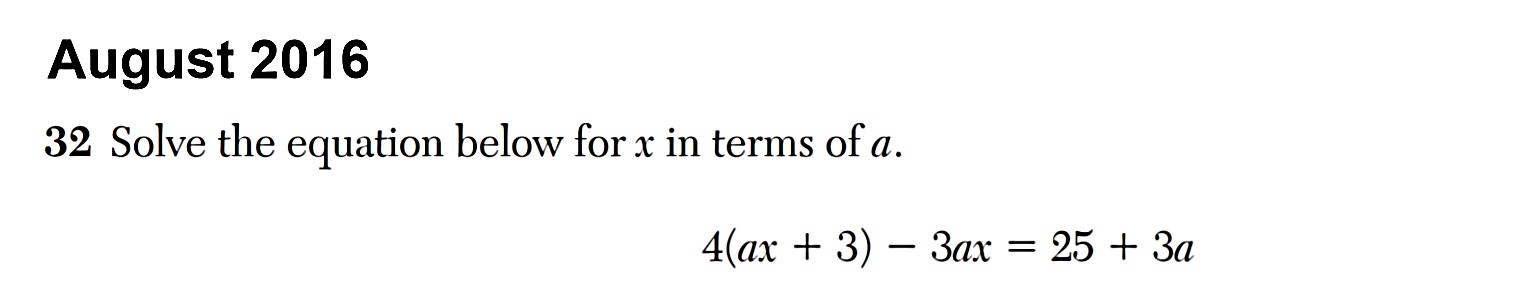 August 2016
32 Solve the equation below for x in terms of a.
4(ax + 3) − 3ax = 25 + 3a